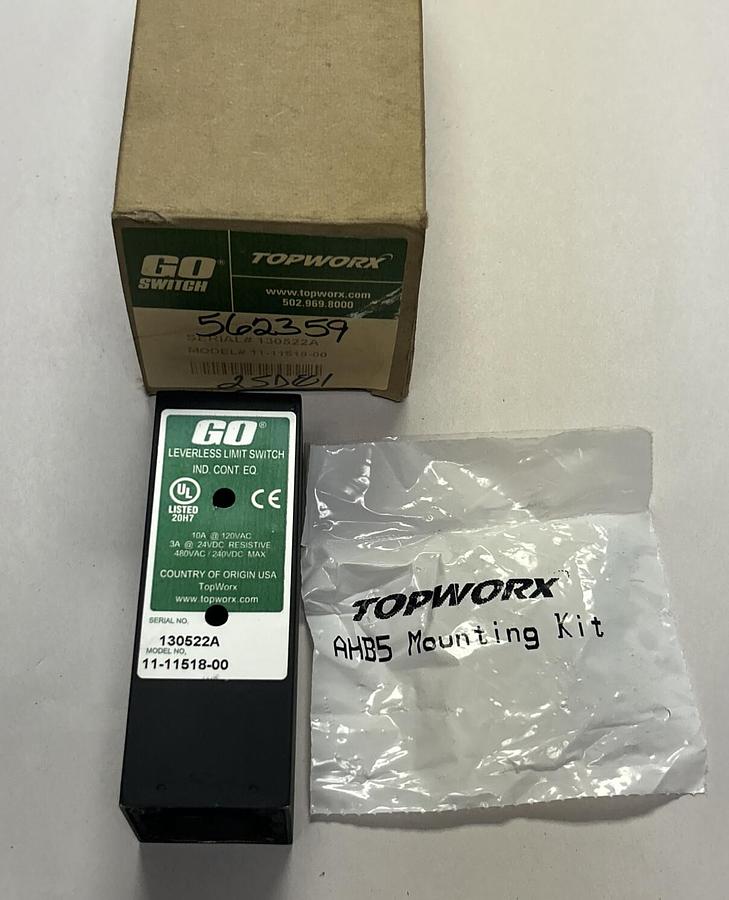 GO®
SWITCH
TOPWORX
www.topworx.com
502.969.8000
562359
SERIAL# 130522A
MODEL# 11-11518-00
GO®
LEVERLESS LIMIT SWITCH
IND. CONT. EQ.
UL
LISTED
20H7
CE
10A @ 120VAC
3A @ 24VDC RESISTIVE
480VAC / 240VDC MAX
COUNTRY OF ORIGIN USA
TopWorx
www.topworx.com
SERIAL NO.
130522A
MODEL NO,
11-11518-00
TOPWORX™
AHB5 Mounting Kit